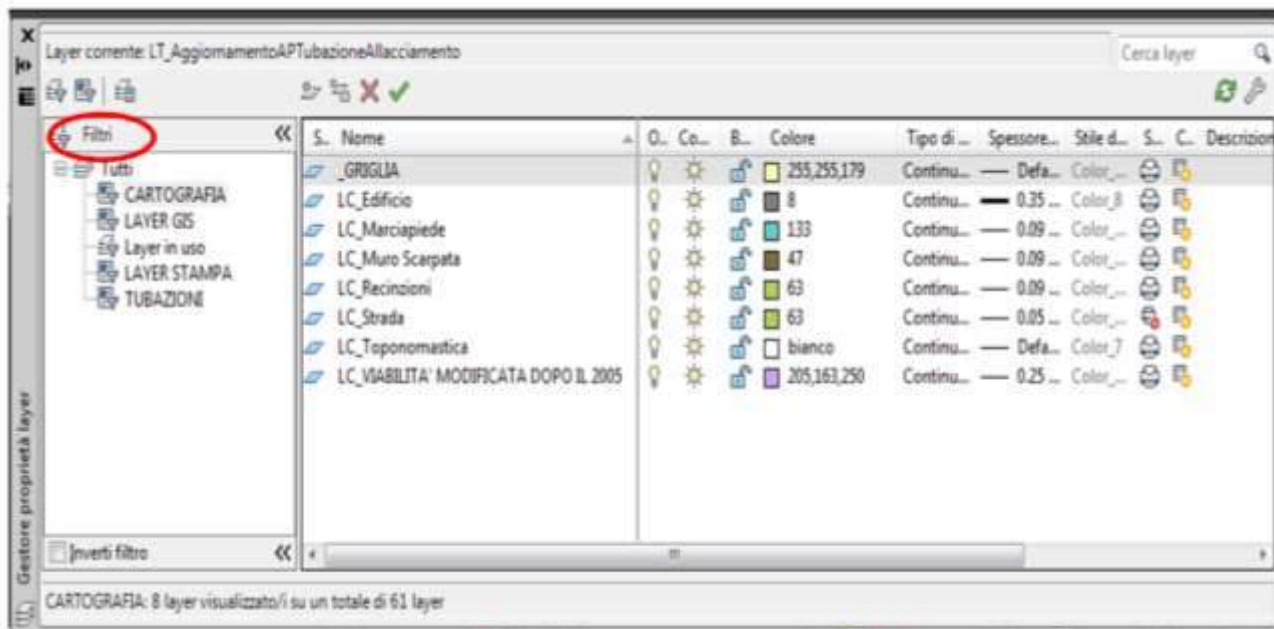 Layer corrente: LT_AggiornamentoAPTubazioneAllacciamento
Cerca layer
Filtri
Tutti
CARTOGRAFIA
LAYER GIS
Layer in uso
LAYER STAMPA
TUBAZIONI
Inverti filtro
S.. Nome O.. Co... B... Colore Tipo di ... Spessore... Stile d... S... C.. Descrizion
_GRIGLIA 255,255,179 Continu... Defa... Color_...
LC_Edificio 8 Continu... 0.35 ... Color_8
LC_Marciapiede 133 Continu... 0.09 ... Color_...
LC_Muro Scarpata 47 Continu... 0.09 ... Color_...
LC_Recinzioni 63 Continu... 0.09 ... Color_...
LC_Strada 63 Continu... 0.05 ... Color_...
LC_Toponomastica bianco Continu... Defa... Color_7
LC_VIABILITA' MODIFICATA DOPO IL 2005 205,163,250 Continu... 0.25 ... Color_...
Gestore proprietà layer
CARTOGRAFIA: 8 layer visualizzato/i su un totale di 61 layer